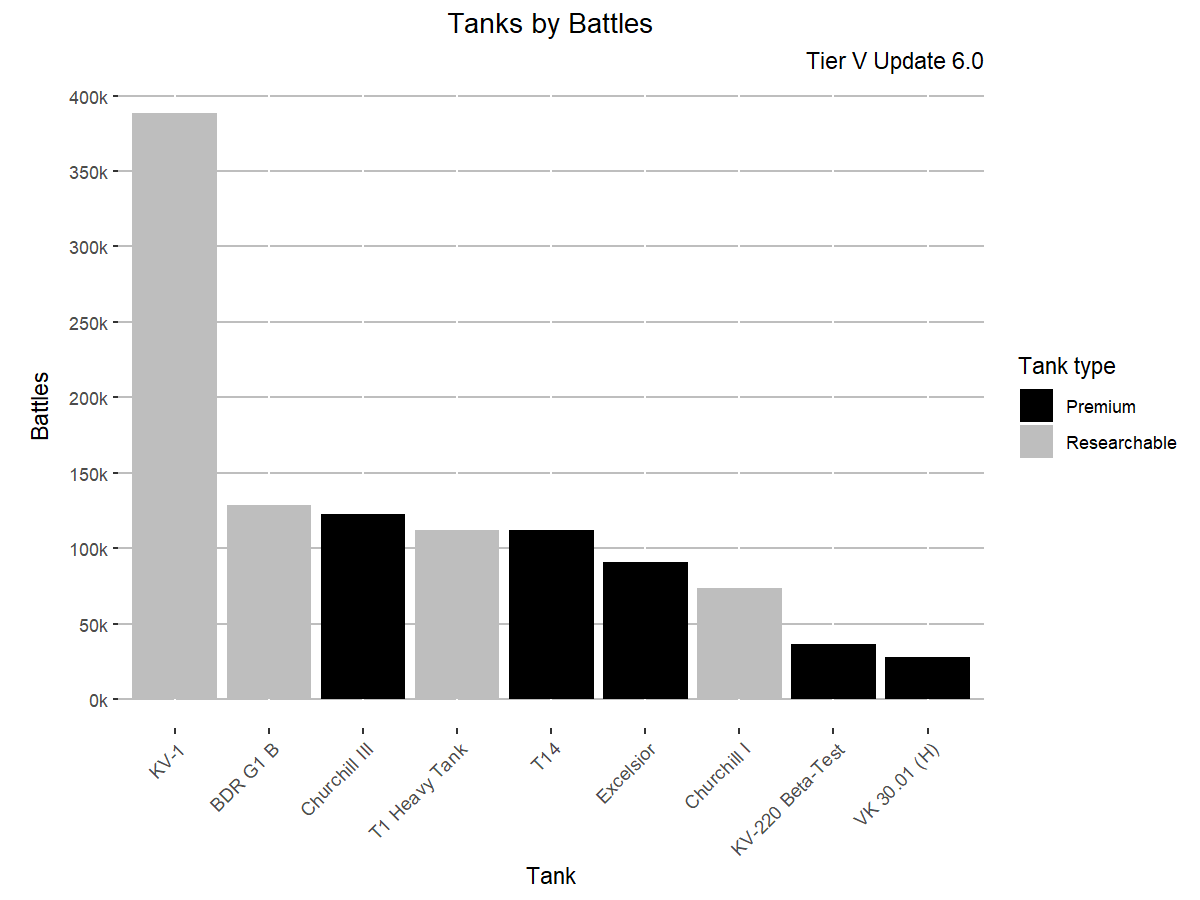 Tanks by Battles
Tier V Update 6.0
400k
350k
300k
250k
200k
150k
100k
50k
0k
Battles
KV-1
BDR G1 B
Churchill III
T1 Heavy Tank
T14
Excelsior
Churchill I
KV-220 Beta-Test
VK 30.01 (H)
Tank
Tank type
Premium
Researchable